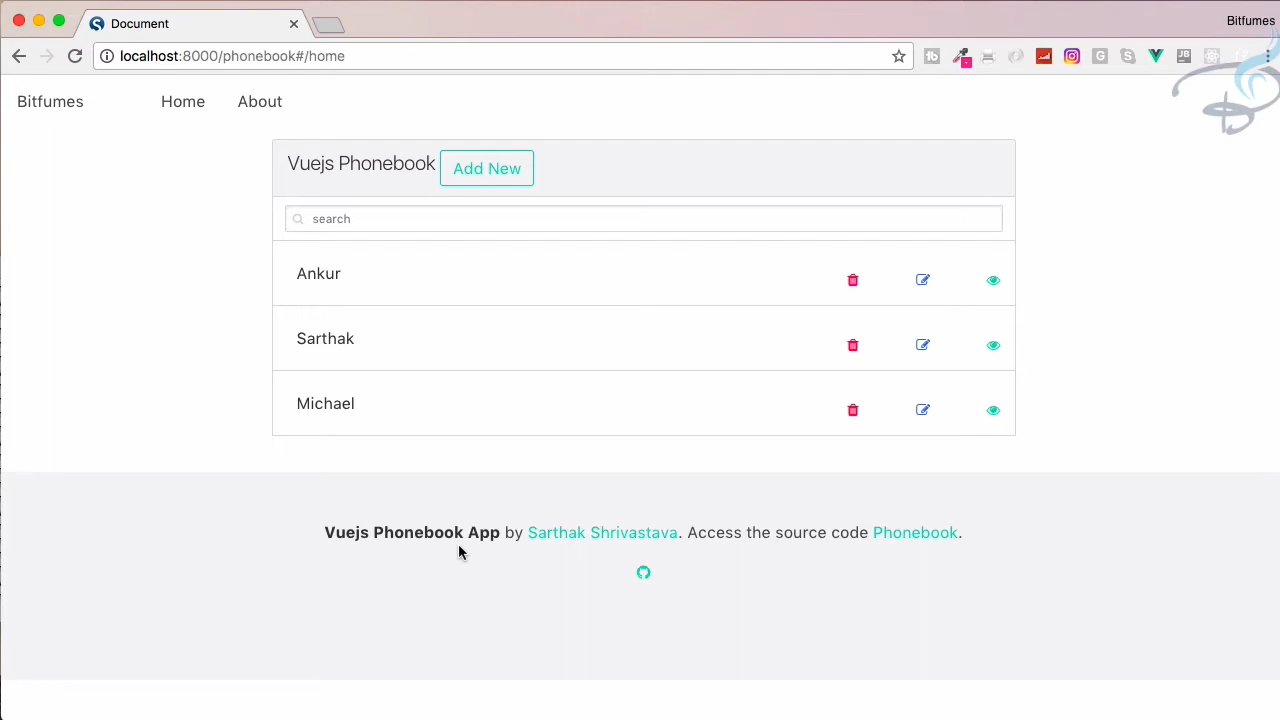 Document
Bitfumes
localhost:8000/phonebook#/home
Bitfumes Home About
Vuejs Phonebook Add New
search
Ankur
Sarthak
Michael
Vuejs Phonebook App by Sarthak Shrivastava. Access the source code Phonebook.